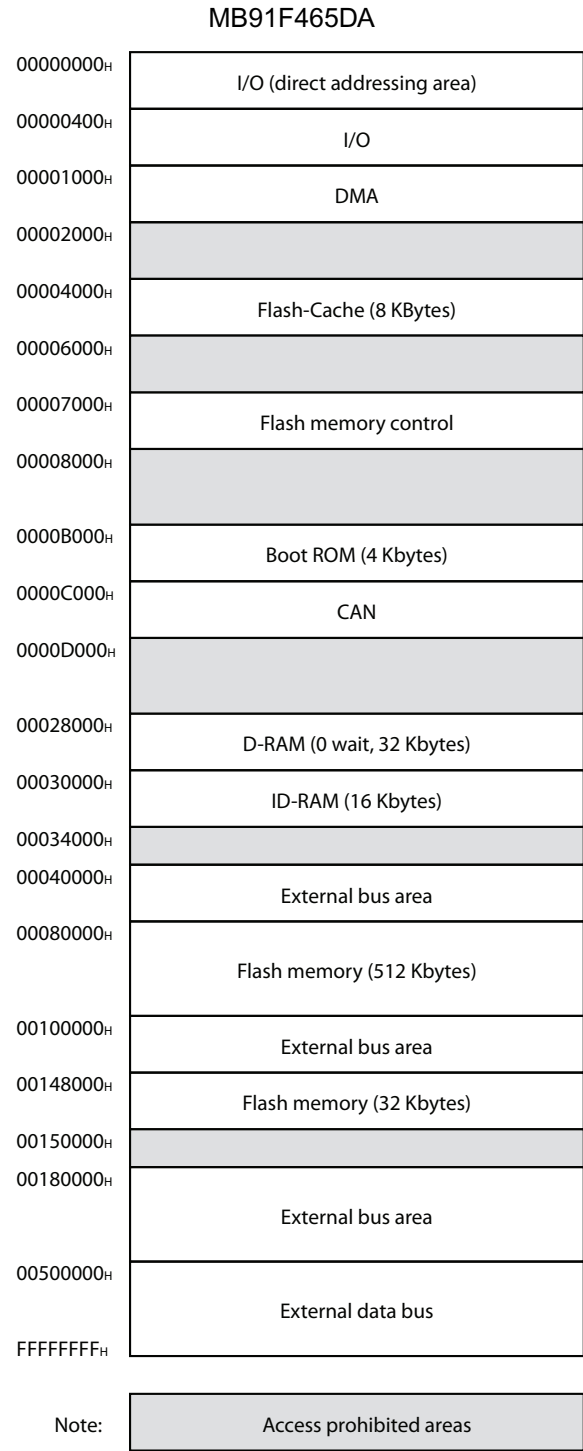 MB91F465DA
00000000H
I/O (direct addressing area)
00000400H
I/O
00001000H
DMA
00002000H
00004000H
Flash-Cache (8 KBytes)
00006000H
00007000H
Flash memory control
00008000H
0000B000H
Boot ROM (4 Kbytes)
0000C000H
CAN
0000D000H
00028000H
D-RAM (0 wait, 32 Kbytes)
00030000H
ID-RAM (16 Kbytes)
00034000H
00040000H
External bus area
00080000H
Flash memory (512 Kbytes)
00100000H
External bus area
00148000H
Flash memory (32 Kbytes)
00150000H
00180000H
External bus area
00500000H
External data bus
FFFFFFFFH
Note: Access prohibited areas